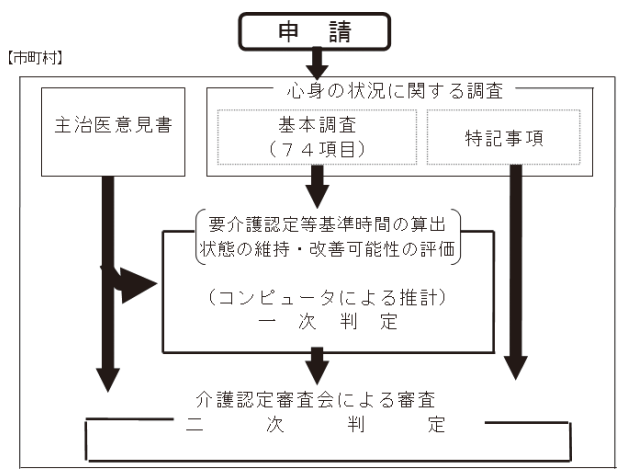 申請
【市町村】
心身の状況に関する調査
主治医意見書
基本調査
(74項目)
特記事項
要介護認定等基準時間の算出
状態の維持・改善可能性の評価
(コンピュータによる推計)
一次判定
介護認定審査会による審査
二次判定